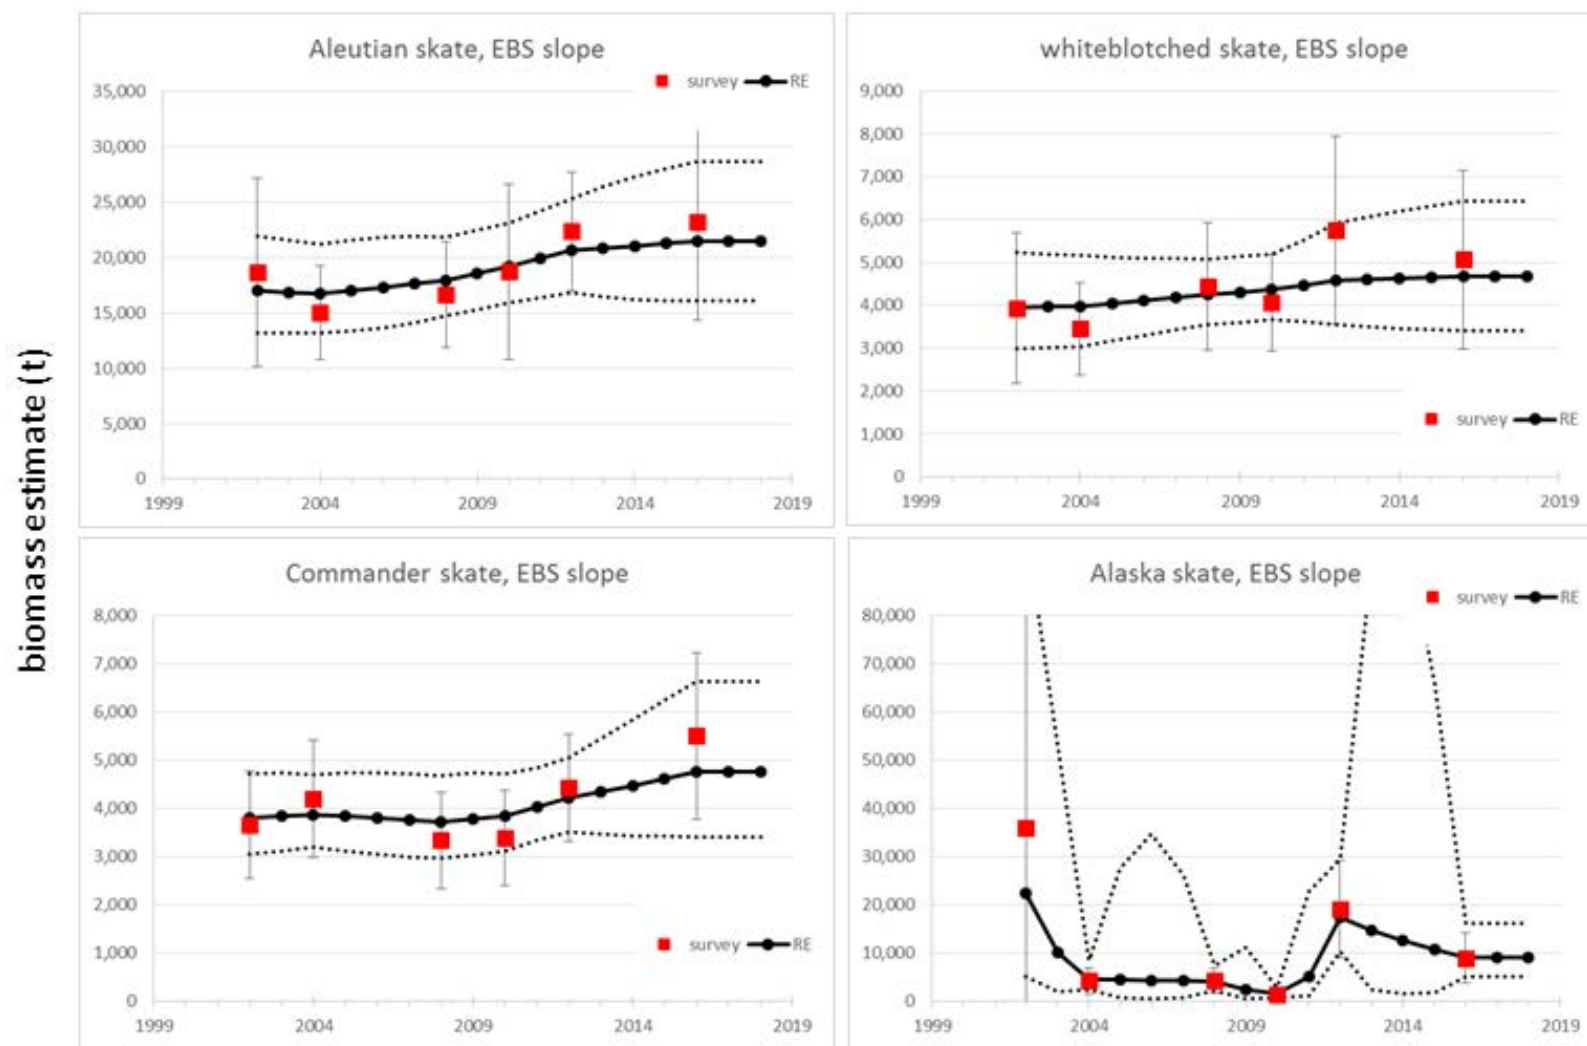 biomass estimate (t)
Aleutian skate, EBS slope
survey RE
35,000
30,000
25,000
20,000
15,000
10,000
5,000
0
1999 2004 2009 2014 2019
whiteblotched skate, EBS slope
9,000
8,000
7,000
6,000
5,000
4,000
3,000
2,000
1,000
0
survey RE
1999 2004 2009 2014 2019
Commander skate, EBS slope
8,000
7,000
6,000
5,000
4,000
3,000
2,000
1,000
0
survey RE
1999 2004 2009 2014 2019
Alaska skate, EBS slope
survey RE
80,000
70,000
60,000
50,000
40,000
30,000
20,000
10,000
0
1999 2004 2009 2014 2019